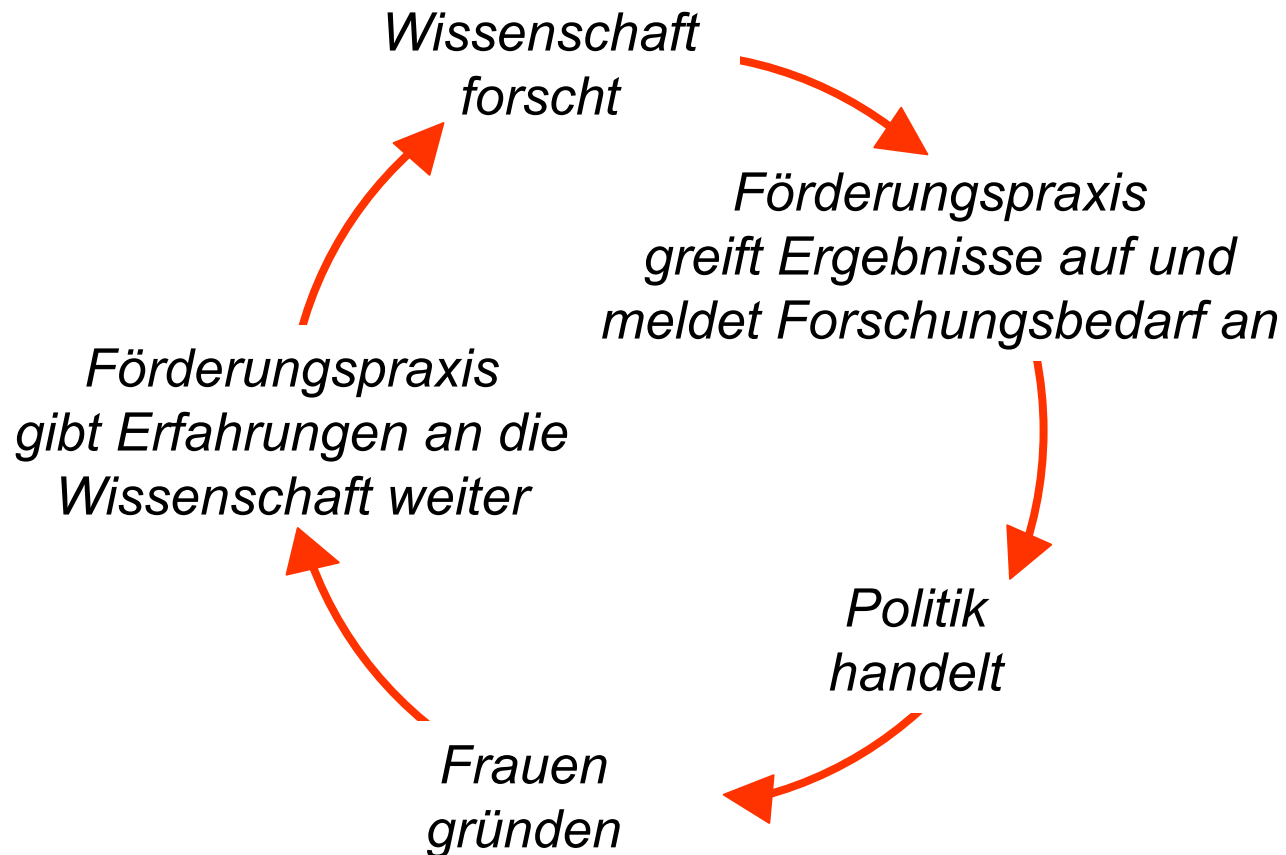 Wissenschaft
forscht
Förderungspraxis
greift Ergebnisse auf und
meldet Forschungsbedarf an
Politik
handelt
Frauen
gründen
Förderungspraxis
gibt Erfahrungen an die
Wissenschaft weiter